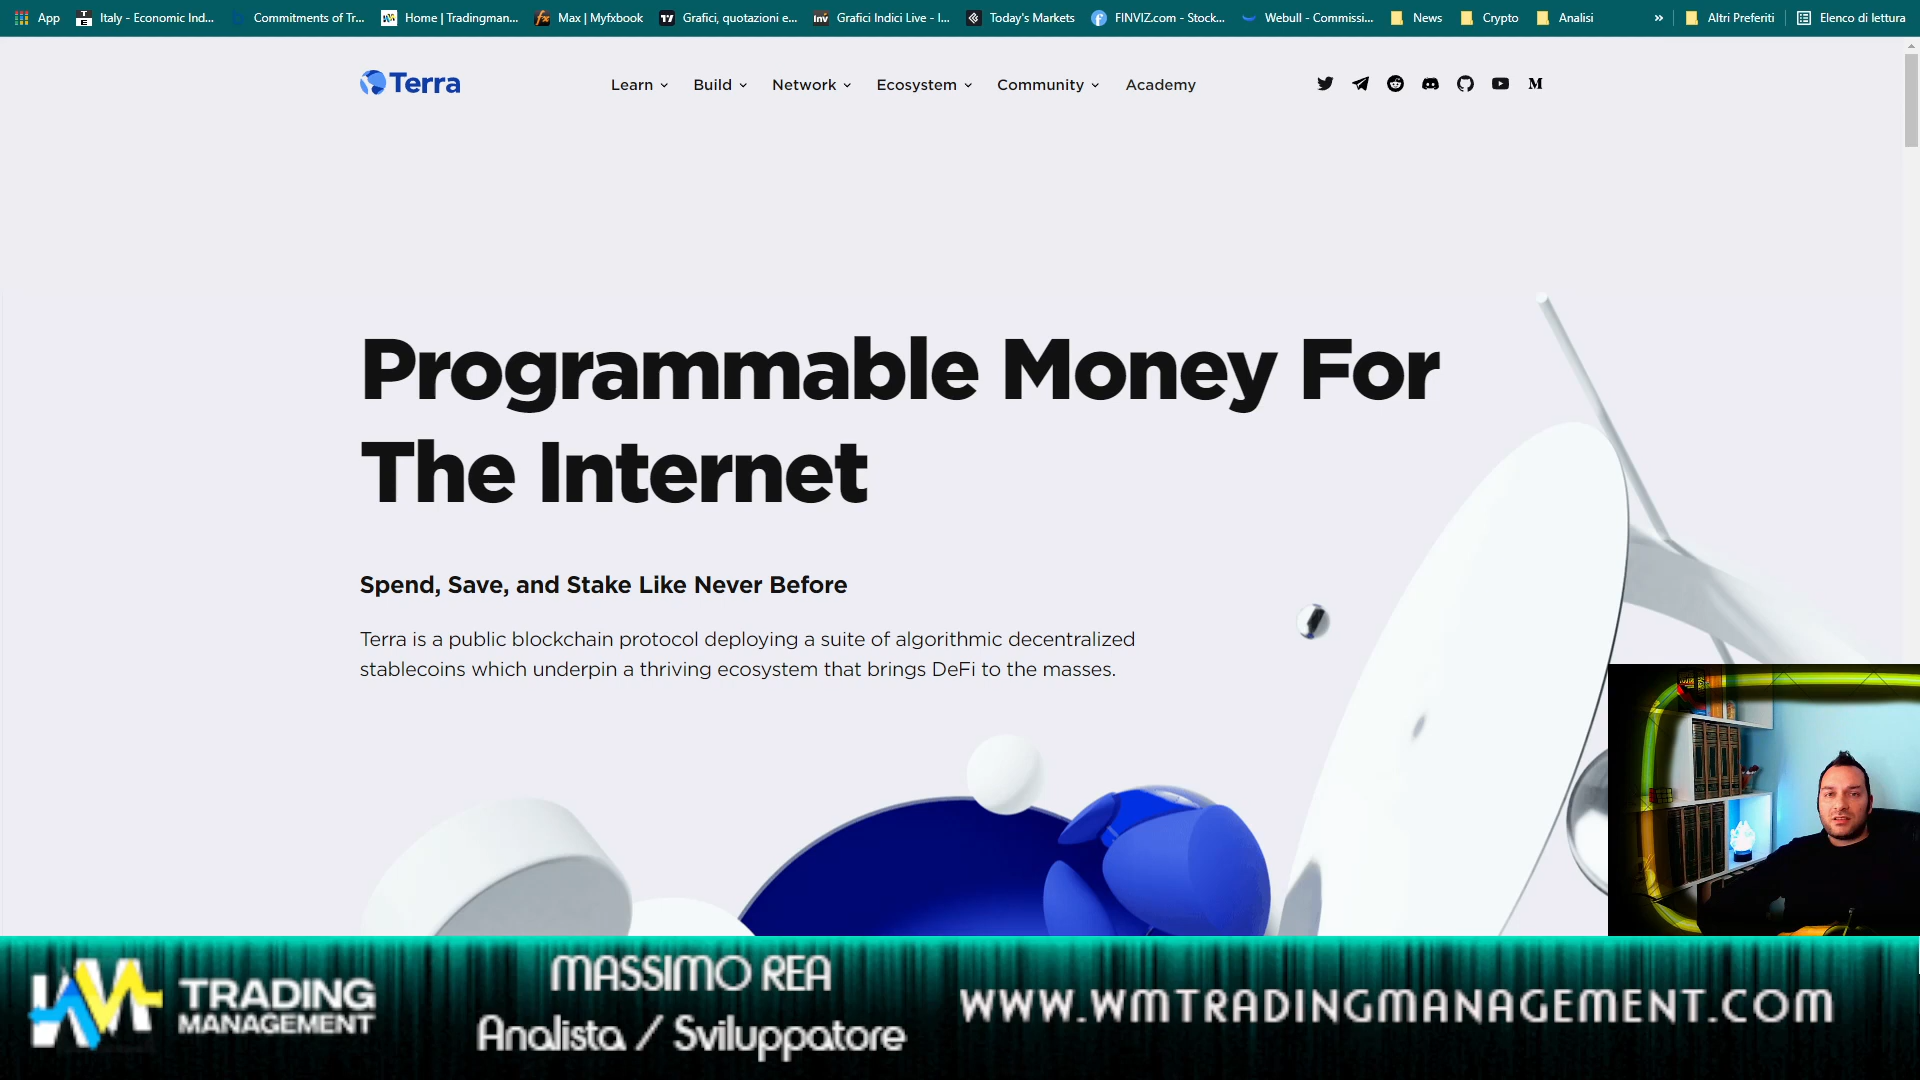 App
Italy - Economic Ind...
Commitments of Tr...
Home | Tradingman...
Max | Myfxbook
Grafici, quotazioni e...
Grafici Indici Live - I...
Today's Markets
FINVIZ.com - Stock...
Webull - Commissi...
News
Crypto
Analisi
»
Altri Preferiti
Elenco di lettura
Terra
Learn
Build
Network
Ecosystem
Community
Academy
Programmable Money For
The Internet
Spend, Save, and Stake Like Never Before
Terra is a public blockchain protocol deploying a suite of algorithmic decentralized
stablecoins which underpin a thriving ecosystem that brings DeFi to the masses.
WM
TRADING
MANAGEMENT
MASSIMO REA
Analista / Sviluppatore
WWW.WMTRADINGMANAGEMENT.COM